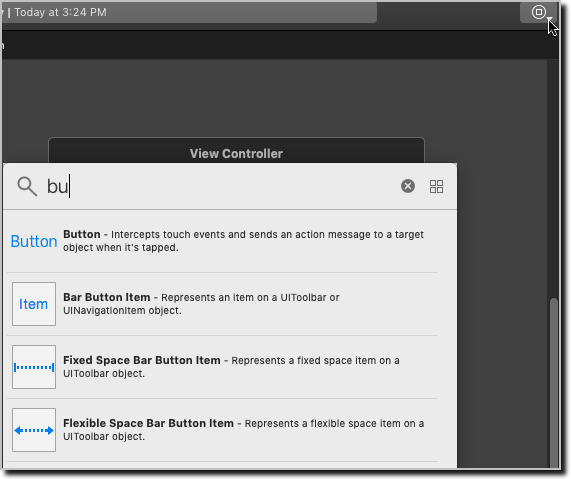 | Today at 3:24 PM
View Controller
bu
Button
Button - Intercepts touch events and sends an action message to a target
object when it's tapped.
Item
Bar Button Item - Represents an item on a UIToolbar or
UINavigationItem object.
Fixed Space Bar Button Item - Represents a fixed space item on a
UIToolbar object.
Flexible Space Bar Button Item - Represents a flexible space item on a
UIToolbar object.